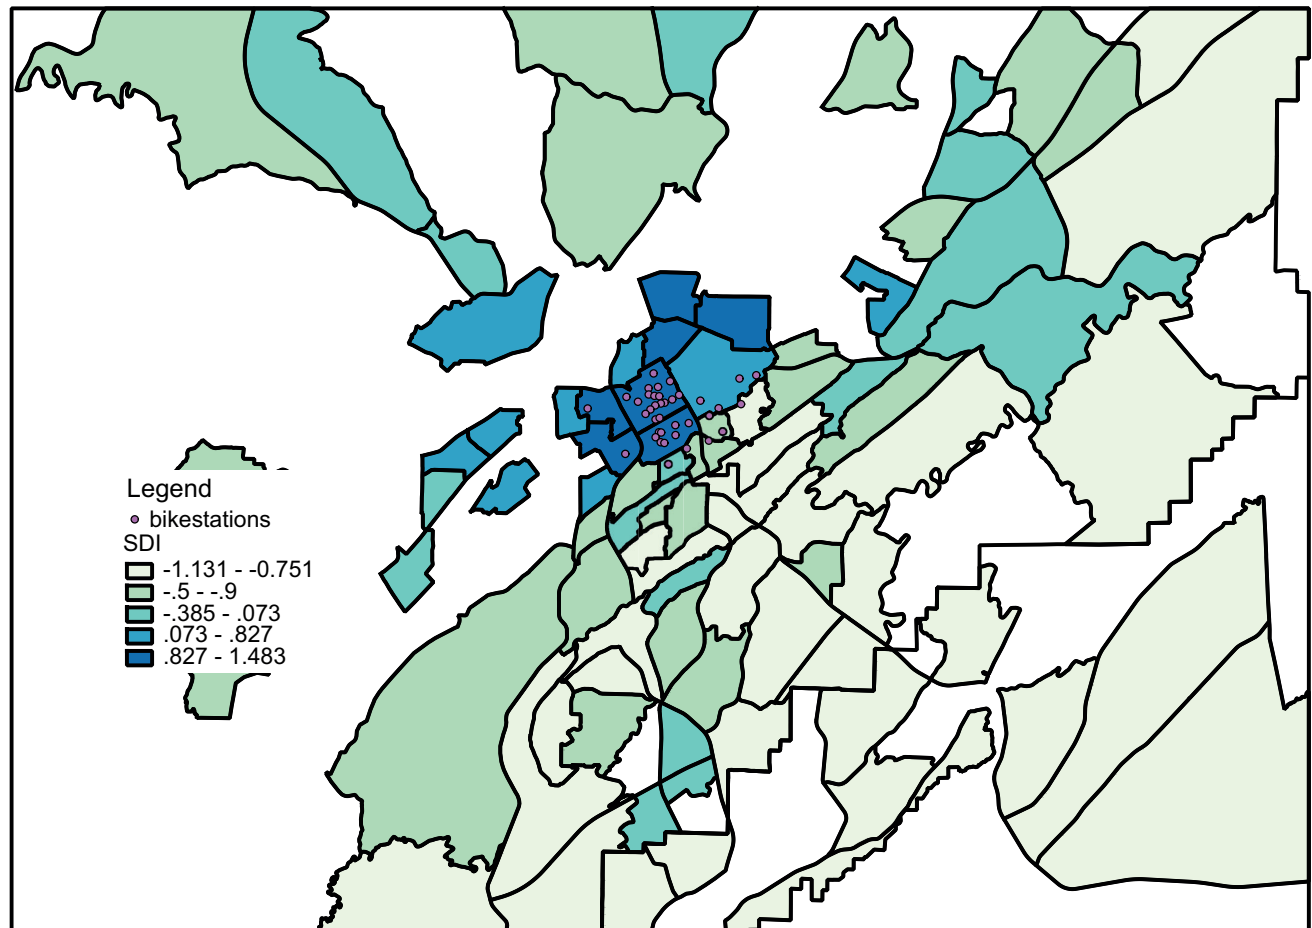 Legend
bikestations
SDI
-1.131 - -0.751
-.5 - -.9
-.385 - .073
.073 - .827
.827 - 1.483